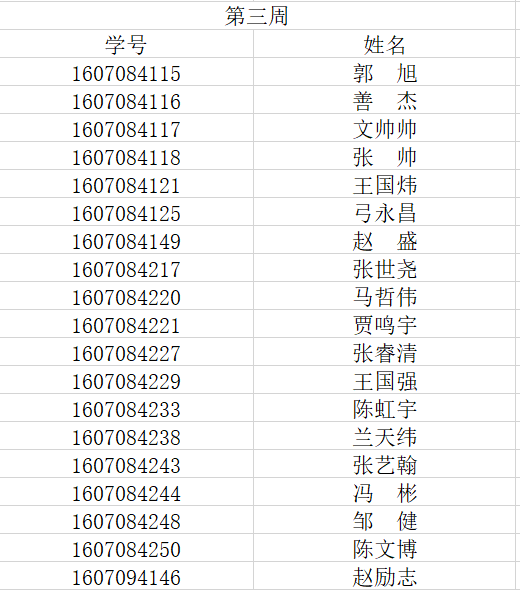 第三周
学号 姓名
1607084115 郭 旭
1607084116 善 杰
1607084117 文帅帅
1607084118 张 帅
1607084121 王国炜
1607084125 弓永昌
1607084149 赵 盛
1607084217 张世尧
1607084220 马哲伟
1607084221 贾鸣宇
1607084227 张睿清
1607084229 王国强
1607084233 陈虹宇
1607084238 兰天纬
1607084243 张艺翰
1607084244 冯 彬
1607084248 邹 健
1607084250 陈文博
1607094146 赵励志